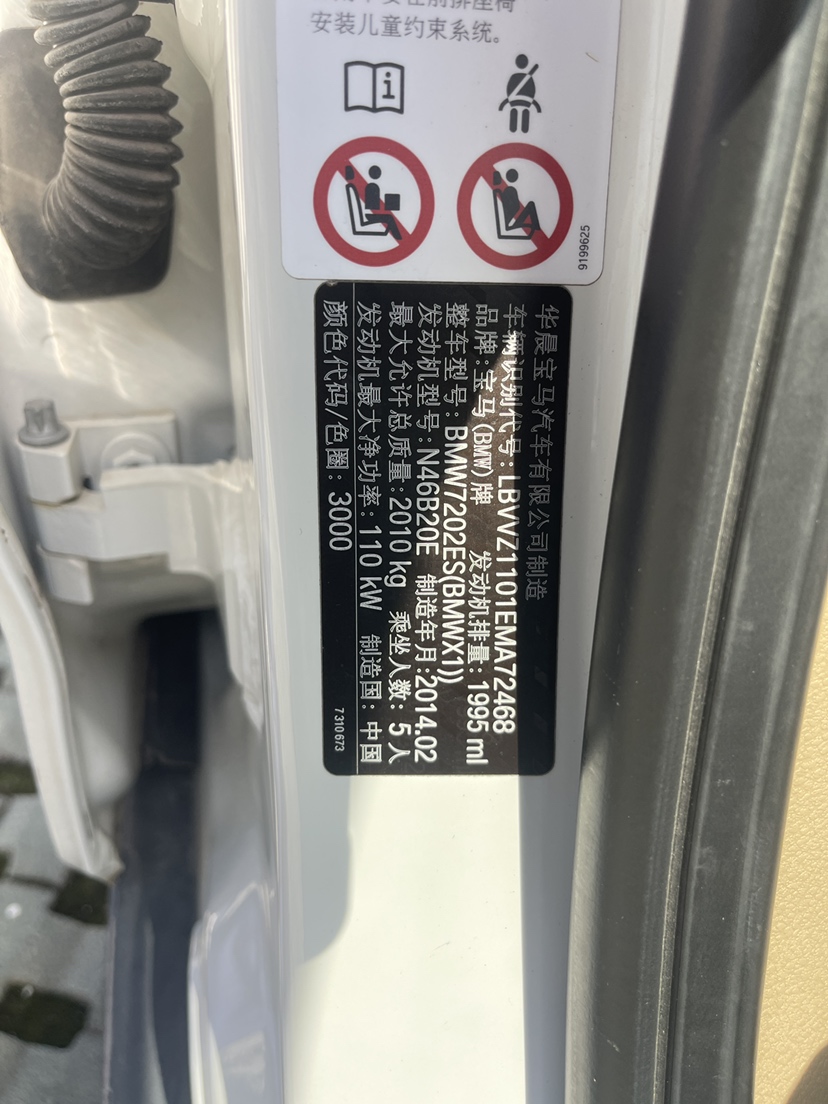 安装儿童约束系统。
9199625
华晨宝马汽车有限公司制造
车辆识别代号:LBVVZ1101EMA72468
品牌:宝马(BMW)牌 发动机排量:1995 ml
整车型号:BMW7202ES(BMWX1))
发动机型号:N46B20E 制造年月:2014.02
最大允许总质量:2010 kg 乘坐人数: 5 人
发动机最大净功率: 110 kW 制造国: 中国
颜色代码/色圈: 3000
7 310 673